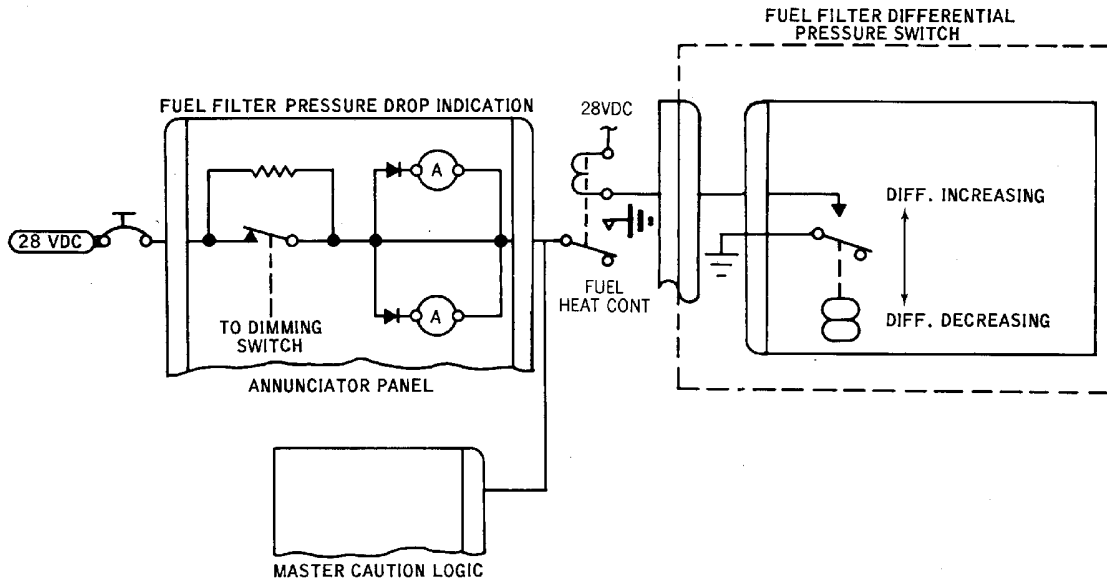 FUEL FILTER DIFFERENTIAL
PRESSURE SWITCH
FUEL FILTER PRESSURE DROP INDICATION
28VDC
A
DIFF. INCREASING
28 VDC
FUEL
HEAT CONT
A
DIFF. DECREASING
TO DIMMING
SWITCH
ANNUNCIATOR PANEL
MASTER CAUTION LOGIC